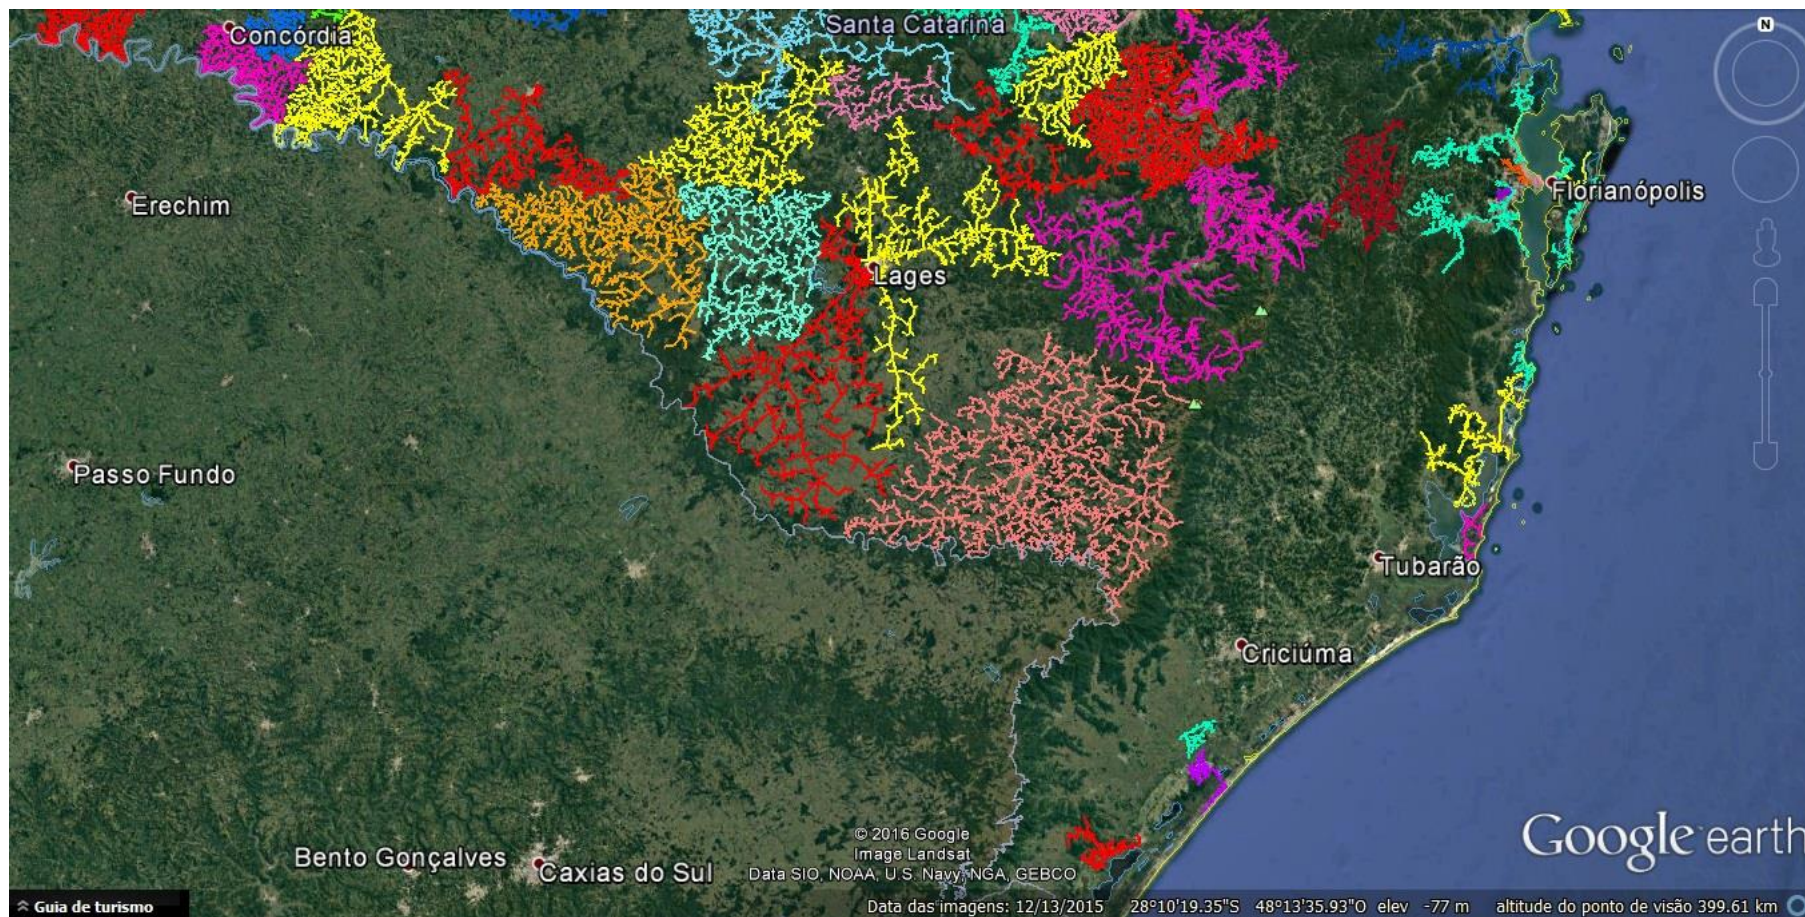 N
Santa Catarina
Concórdia
Florianópolis
Erechim
Lages
Passo Fundo
Tubarão
Criciúma
Bento Gonçalves
Caxias do Sul
© 2016 Google
Image Landsat
Data SIO, NOAA, U.S. Navy, NGA, GEBCO
Google earth
Guia de turismo
Data das imagens: 12/13/2015 28°10'19.35"S 48°13'35.93"O elev -77 m altitude do ponto de visão 399.61 km